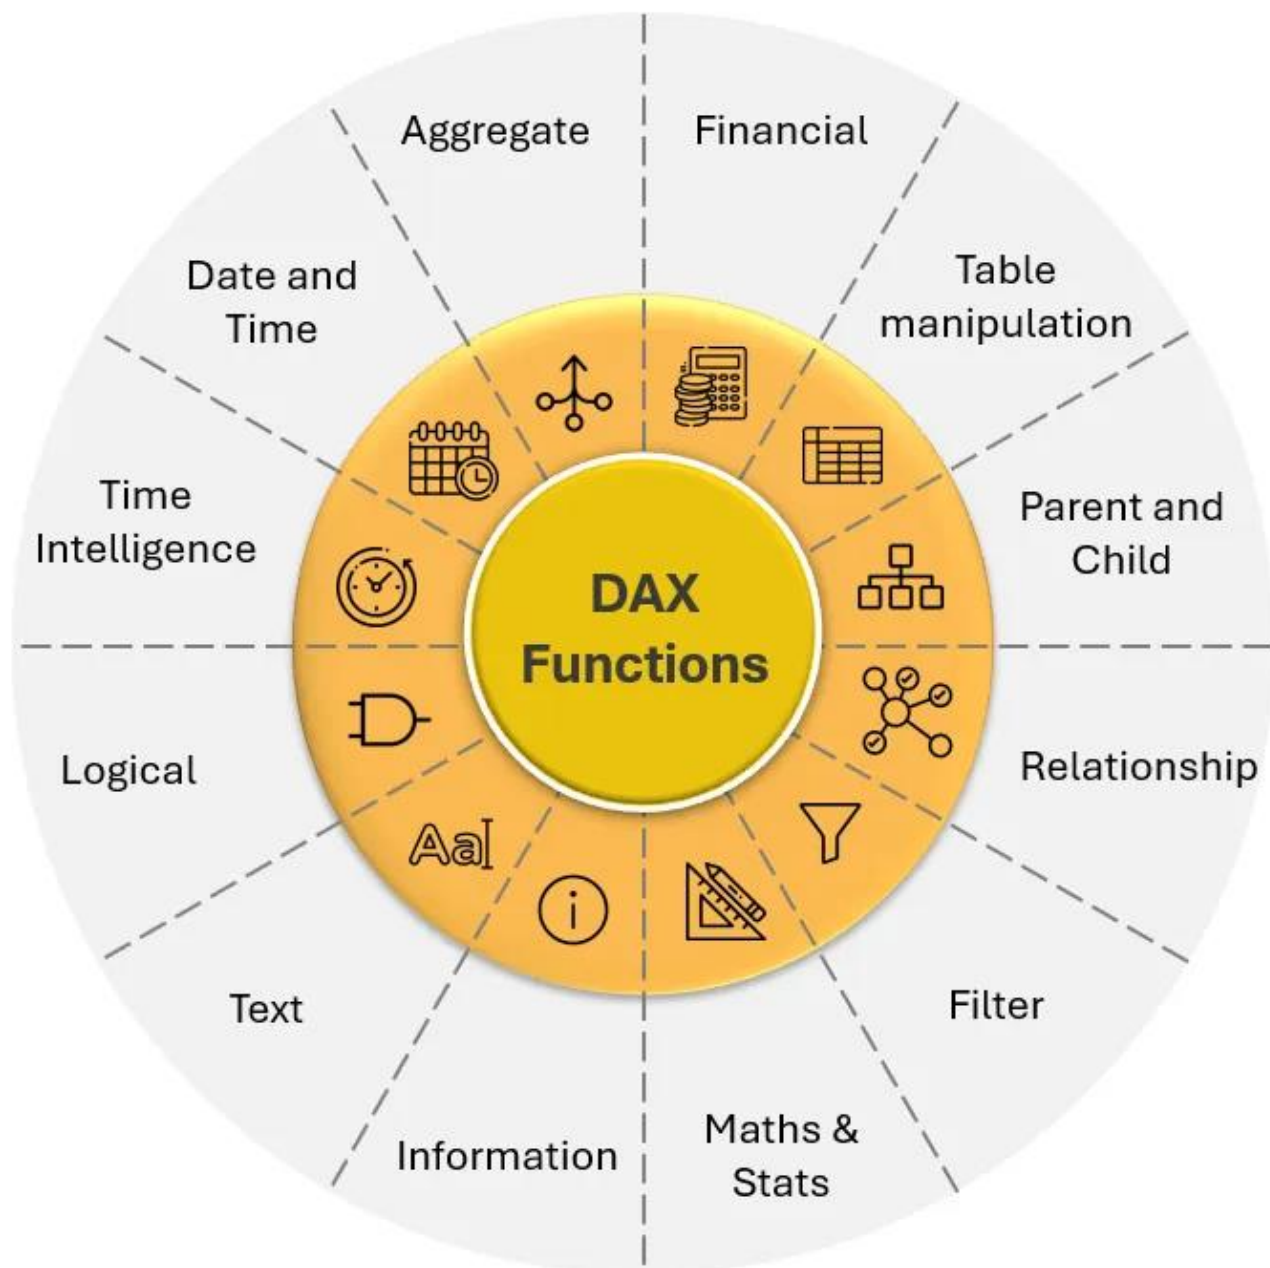 Aggregate
Financial
Date and
Time
Table
manipulation
Time
Intelligence
Parent and
Child
DAX
Functions
Logical
Relationship
Aa
i
Text
Filter
Information
Maths &
Stats